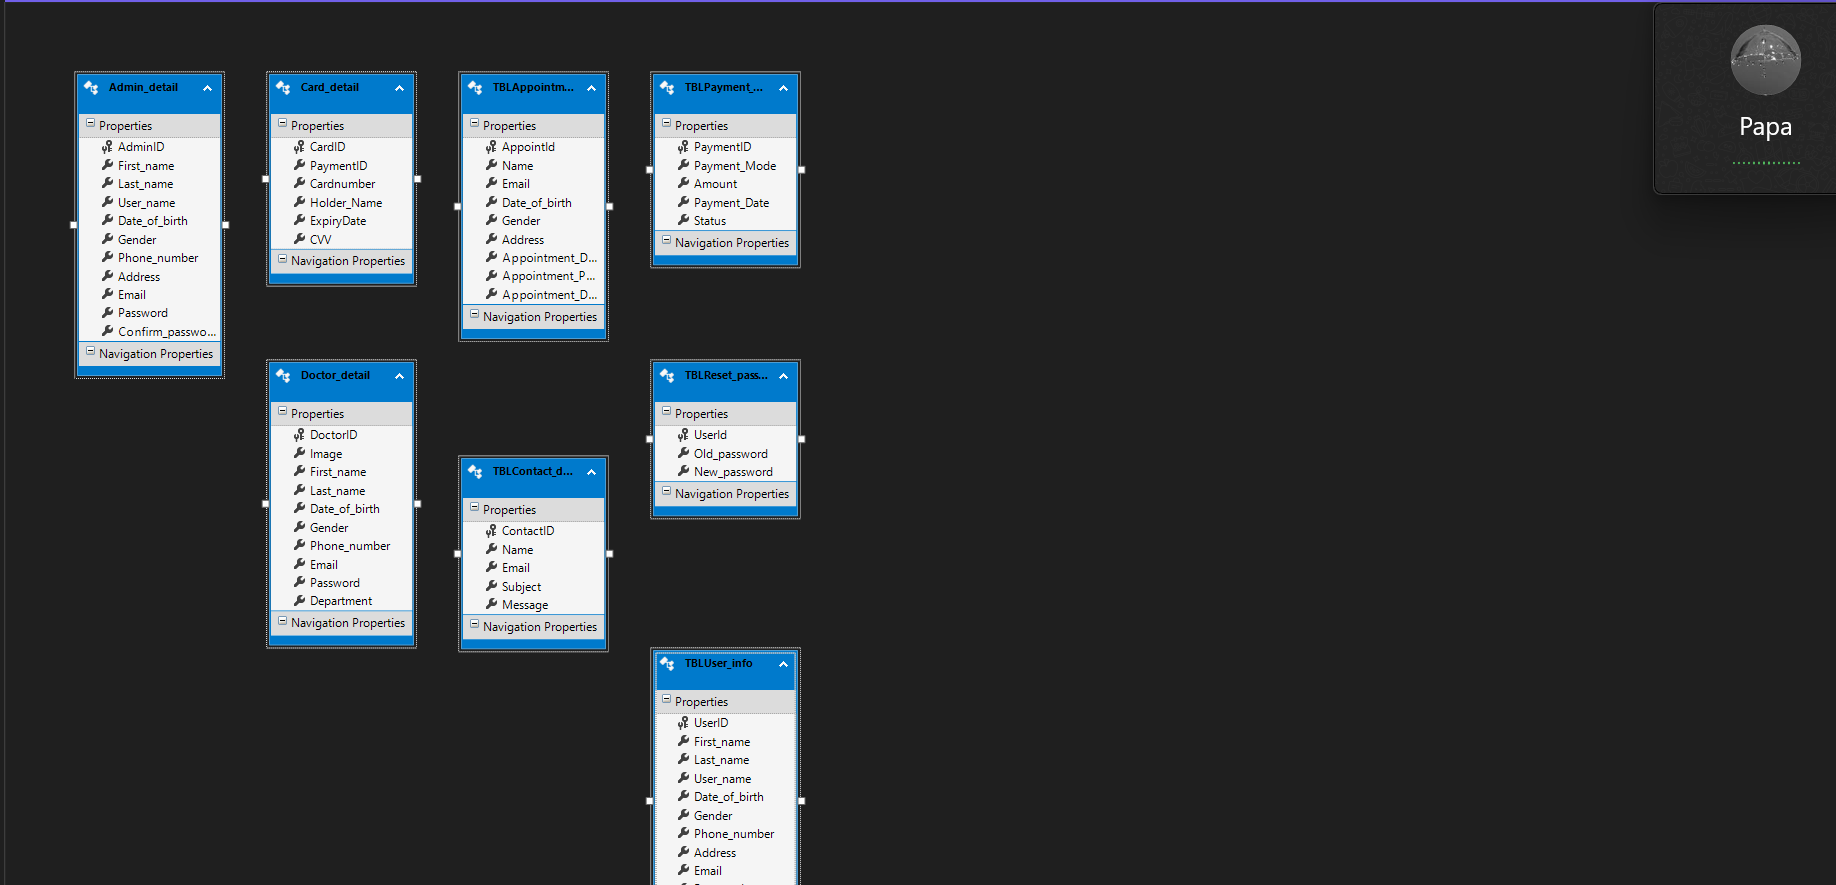 Admin_detail
Properties
AdminID
First_name
Last_name
User_name
Date_of_birth
Gender
Phone_number
Address
Email
Password
Confirm_passwo...
Navigation Properties
Card_detail
Properties
CardID
PaymentID
Cardnumber
Holder_Name
ExpiryDate
CVV
Navigation Properties
TBLAppointm...
Properties
AppointId
Name
Email
Date_of_birth
Gender
Address
Appointment_D...
Appointment_P...
Appointment_D...
Navigation Properties
TBLPayment_...
Properties
PaymentID
Payment_Mode
Amount
Payment_Date
Status
Navigation Properties
Papa
Doctor_detail
Properties
DoctorID
Image
First_name
Last_name
Date_of_birth
Gender
Phone_number
Email
Password
Department
Navigation Properties
TBLContact_d...
Properties
ContactID
Name
Email
Subject
Message
Navigation Properties
TBLReset_pass...
Properties
UserId
Old_password
New_password
Navigation Properties
TBLUser_info
Properties
UserID
First_name
Last_name
User_name
Date_of_birth
Gender
Phone_number
Address
Email